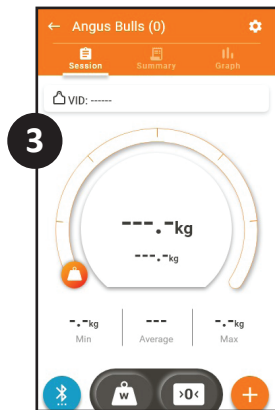 ← Angus Bulls (0)
Session Summary Graph
VID: ------
3
---.-kg
---.-kg
-.-kg --- -.-kg
Min Average Max
W >0< +